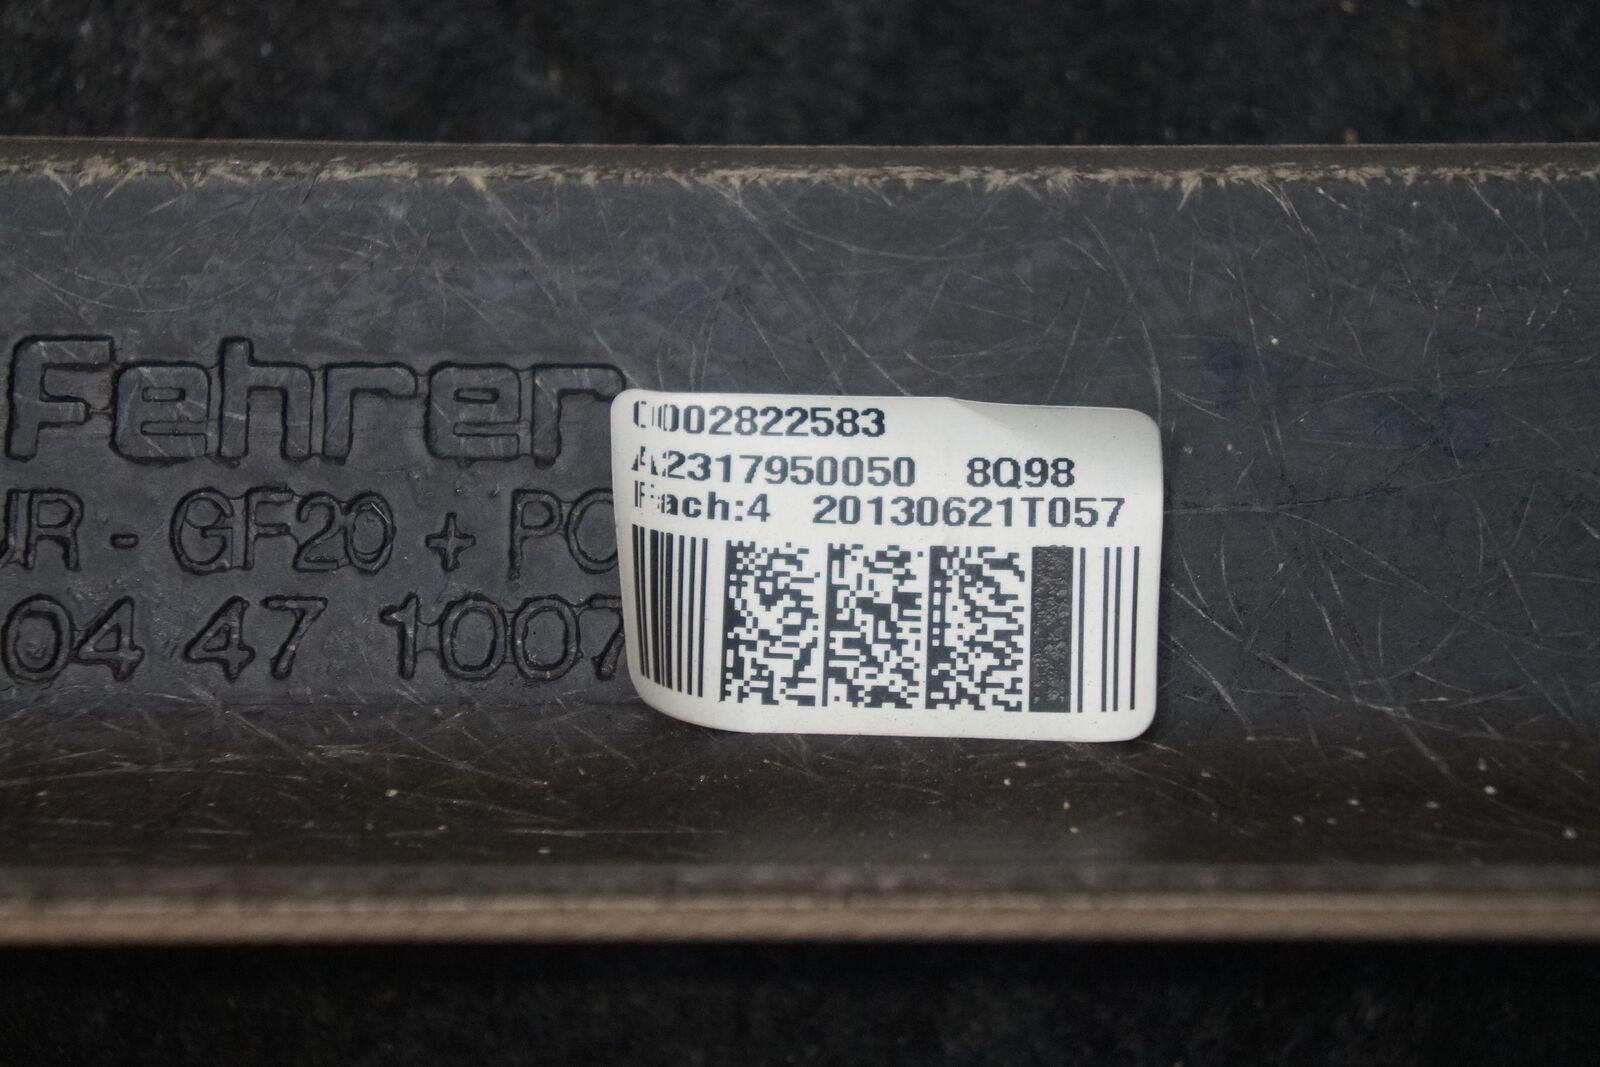 Fehrer
UR - GF20 + PO
04 47 1007
0002822583
A2317950050 8Q98
Fach:4 20130621T057